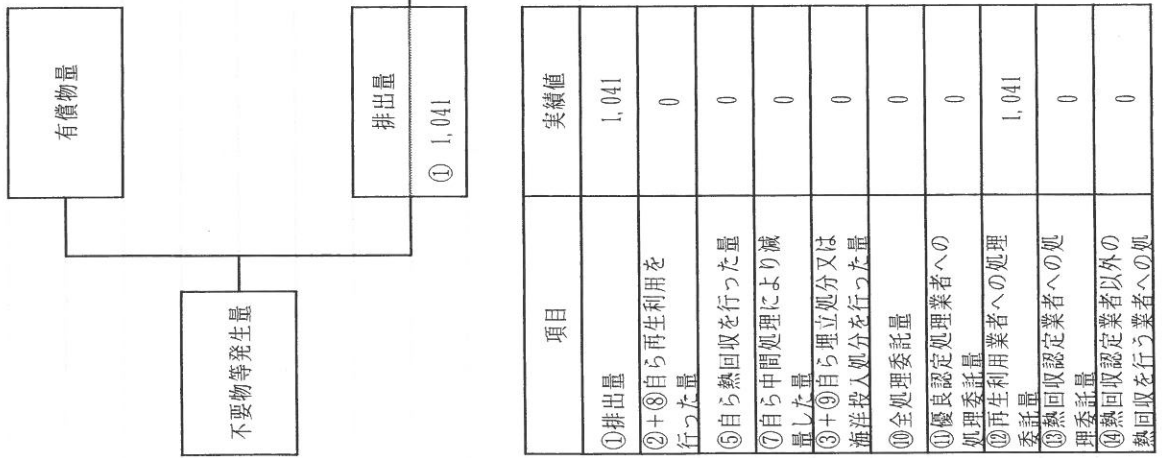 不要物等発生量
有償物量
排出量
① 1,041
項目
実績値
①排出量
1,041
②+⑧自ら再生利用を
行った量
0
⑤自ら熱回収を行った量
0
⑦自ら中間処理により減
量した量
0
③+⑨自ら埋立処分又は
海洋投入処分を行った量
0
⑩全処理委託量
0
⑪優良認定処理業者への
処理委託量
0
⑫再生利用業者への処理
委託量
1,041
⑬熱回収認定業者への処
理委託量
0
⑭熱回収認定業者以外の
熱回収を行う業者への処
0